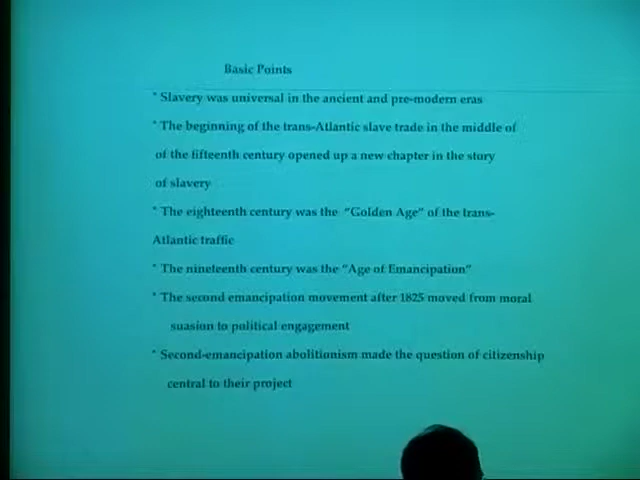 Basic Points
* Slavery was universal in the ancient and pre-modern eras
* The beginning of the trans-Atlantic slave trade in the middle of
of the fifteenth century opened up a new chapter in the story
of slavery
* The eighteenth century was the “Golden Age” of the trans-
Atlantic traffic
* The nineteenth century was the “Age of Emancipation”
* The second emancipation movement after 1825 moved from moral
suasion to political engagement
* Second-emancipation abolitionism made the question of citizenship
central to their project